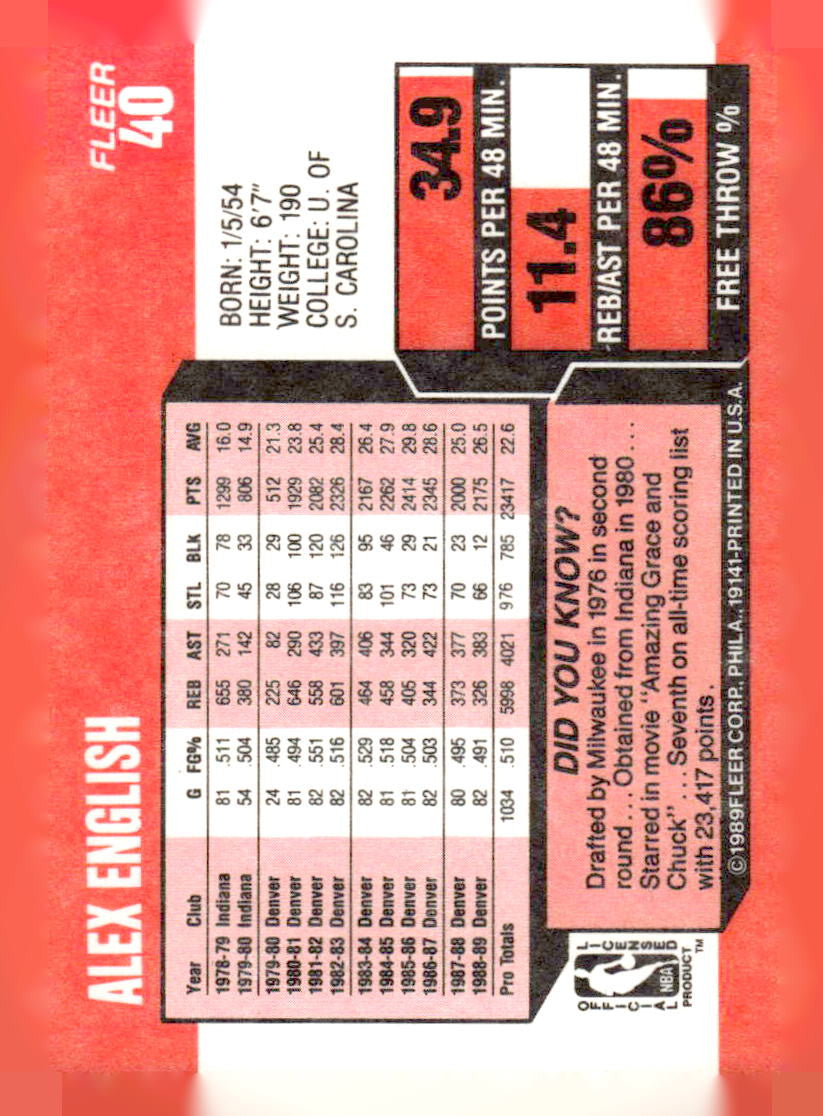 ALEX ENGLISH
FLEER
40
Year Club G FG% REB AST STL BLK PTS AVG
1978-79 Indiana 81 .511 655 271 70 78 1299 16.0
1979-80 Indiana 54 .504 380 142 45 33 806 14.9
1979-80 Denver 24 .485 225 82 28 29 512 21.3
1980-81 Denver 81 .494 646 290 106 100 1929 23.8
1981-82 Denver 82 .551 558 433 87 120 2082 25.4
1982-83 Denver 82 .516 601 397 116 126 2326 28.4
1983-84 Denver 82 .529 464 406 83 95 2167 26.4
1984-85 Denver 81 .518 458 344 101 46 2262 27.9
1985-86 Denver 81 .504 405 320 73 29 2414 29.8
1986-87 Denver 82 .503 344 422 73 21 2345 28.6
1987-88 Denver 80 .495 373 377 70 23 2000 25.0
1988-89 Denver 82 .491 326 383 66 12 2175 26.5
Pro Totals 1034 .510 5998 4021 976 785 23417 22.6
BORN: 1/5/54
HEIGHT: 6'7"
WEIGHT: 190
COLLEGE: U. OF
S. CAROLINA
34.9
POINTS PER 48 MIN.
11.4
REB/AST PER 48 MIN.
86%
FREE THROW %
DID YOU KNOW?
Drafted by Milwaukee in 1976 in second
round ... Obtained from Indiana in 1980 ...
Starred in movie "Amazing Grace and
Chuck" ... Seventh on all-time scoring list
with 23,417 points.
OFFICIAL
LICENSED
NBA
PRODUCT™
©1989 FLEER CORP., PHILA., 19141-PRINTED IN U.S.A.